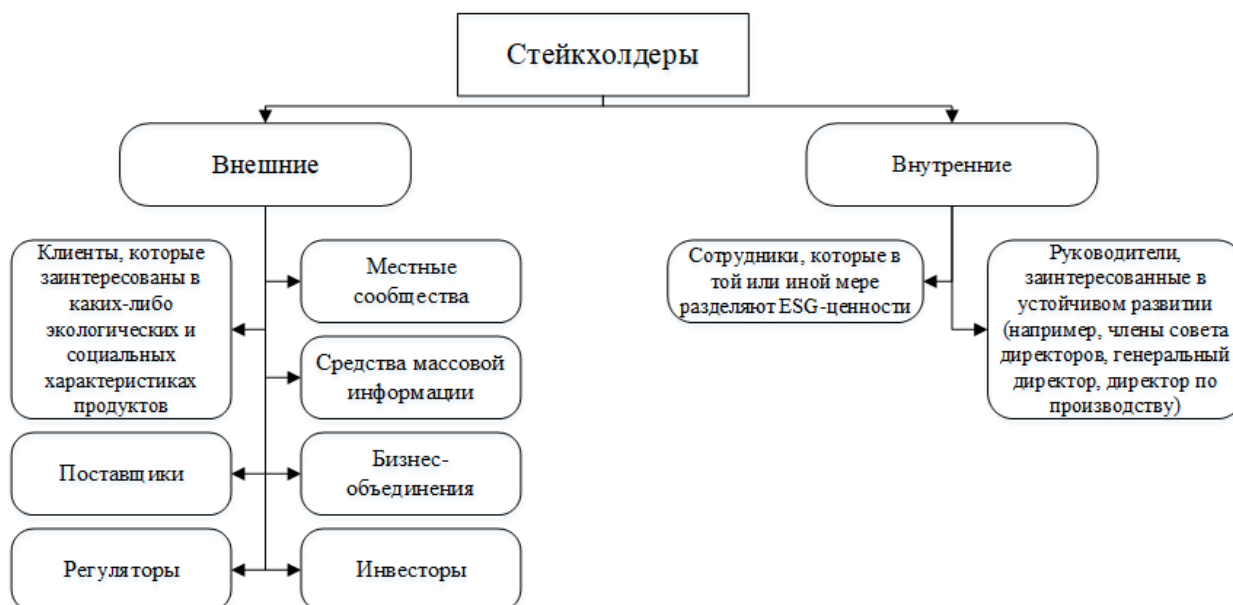 Стейкхолдеры
Внешние
Внутренние
Клиенты, которые
заинтересованы в
каких-либо
экологических и
социальных
характеристиках
продуктов
Местные
сообщества
Средства массовой
информации
Поставщики
Бизнес-
объединения
Регуляторы
Инвесторы
Сотрудники, которые в
той или иной мере
разделяют ESG-ценности
Руководители,
заинтересованные в
устойчивом развитии
(например, члены совета
директоров, генеральный
директор, директор по
производству)